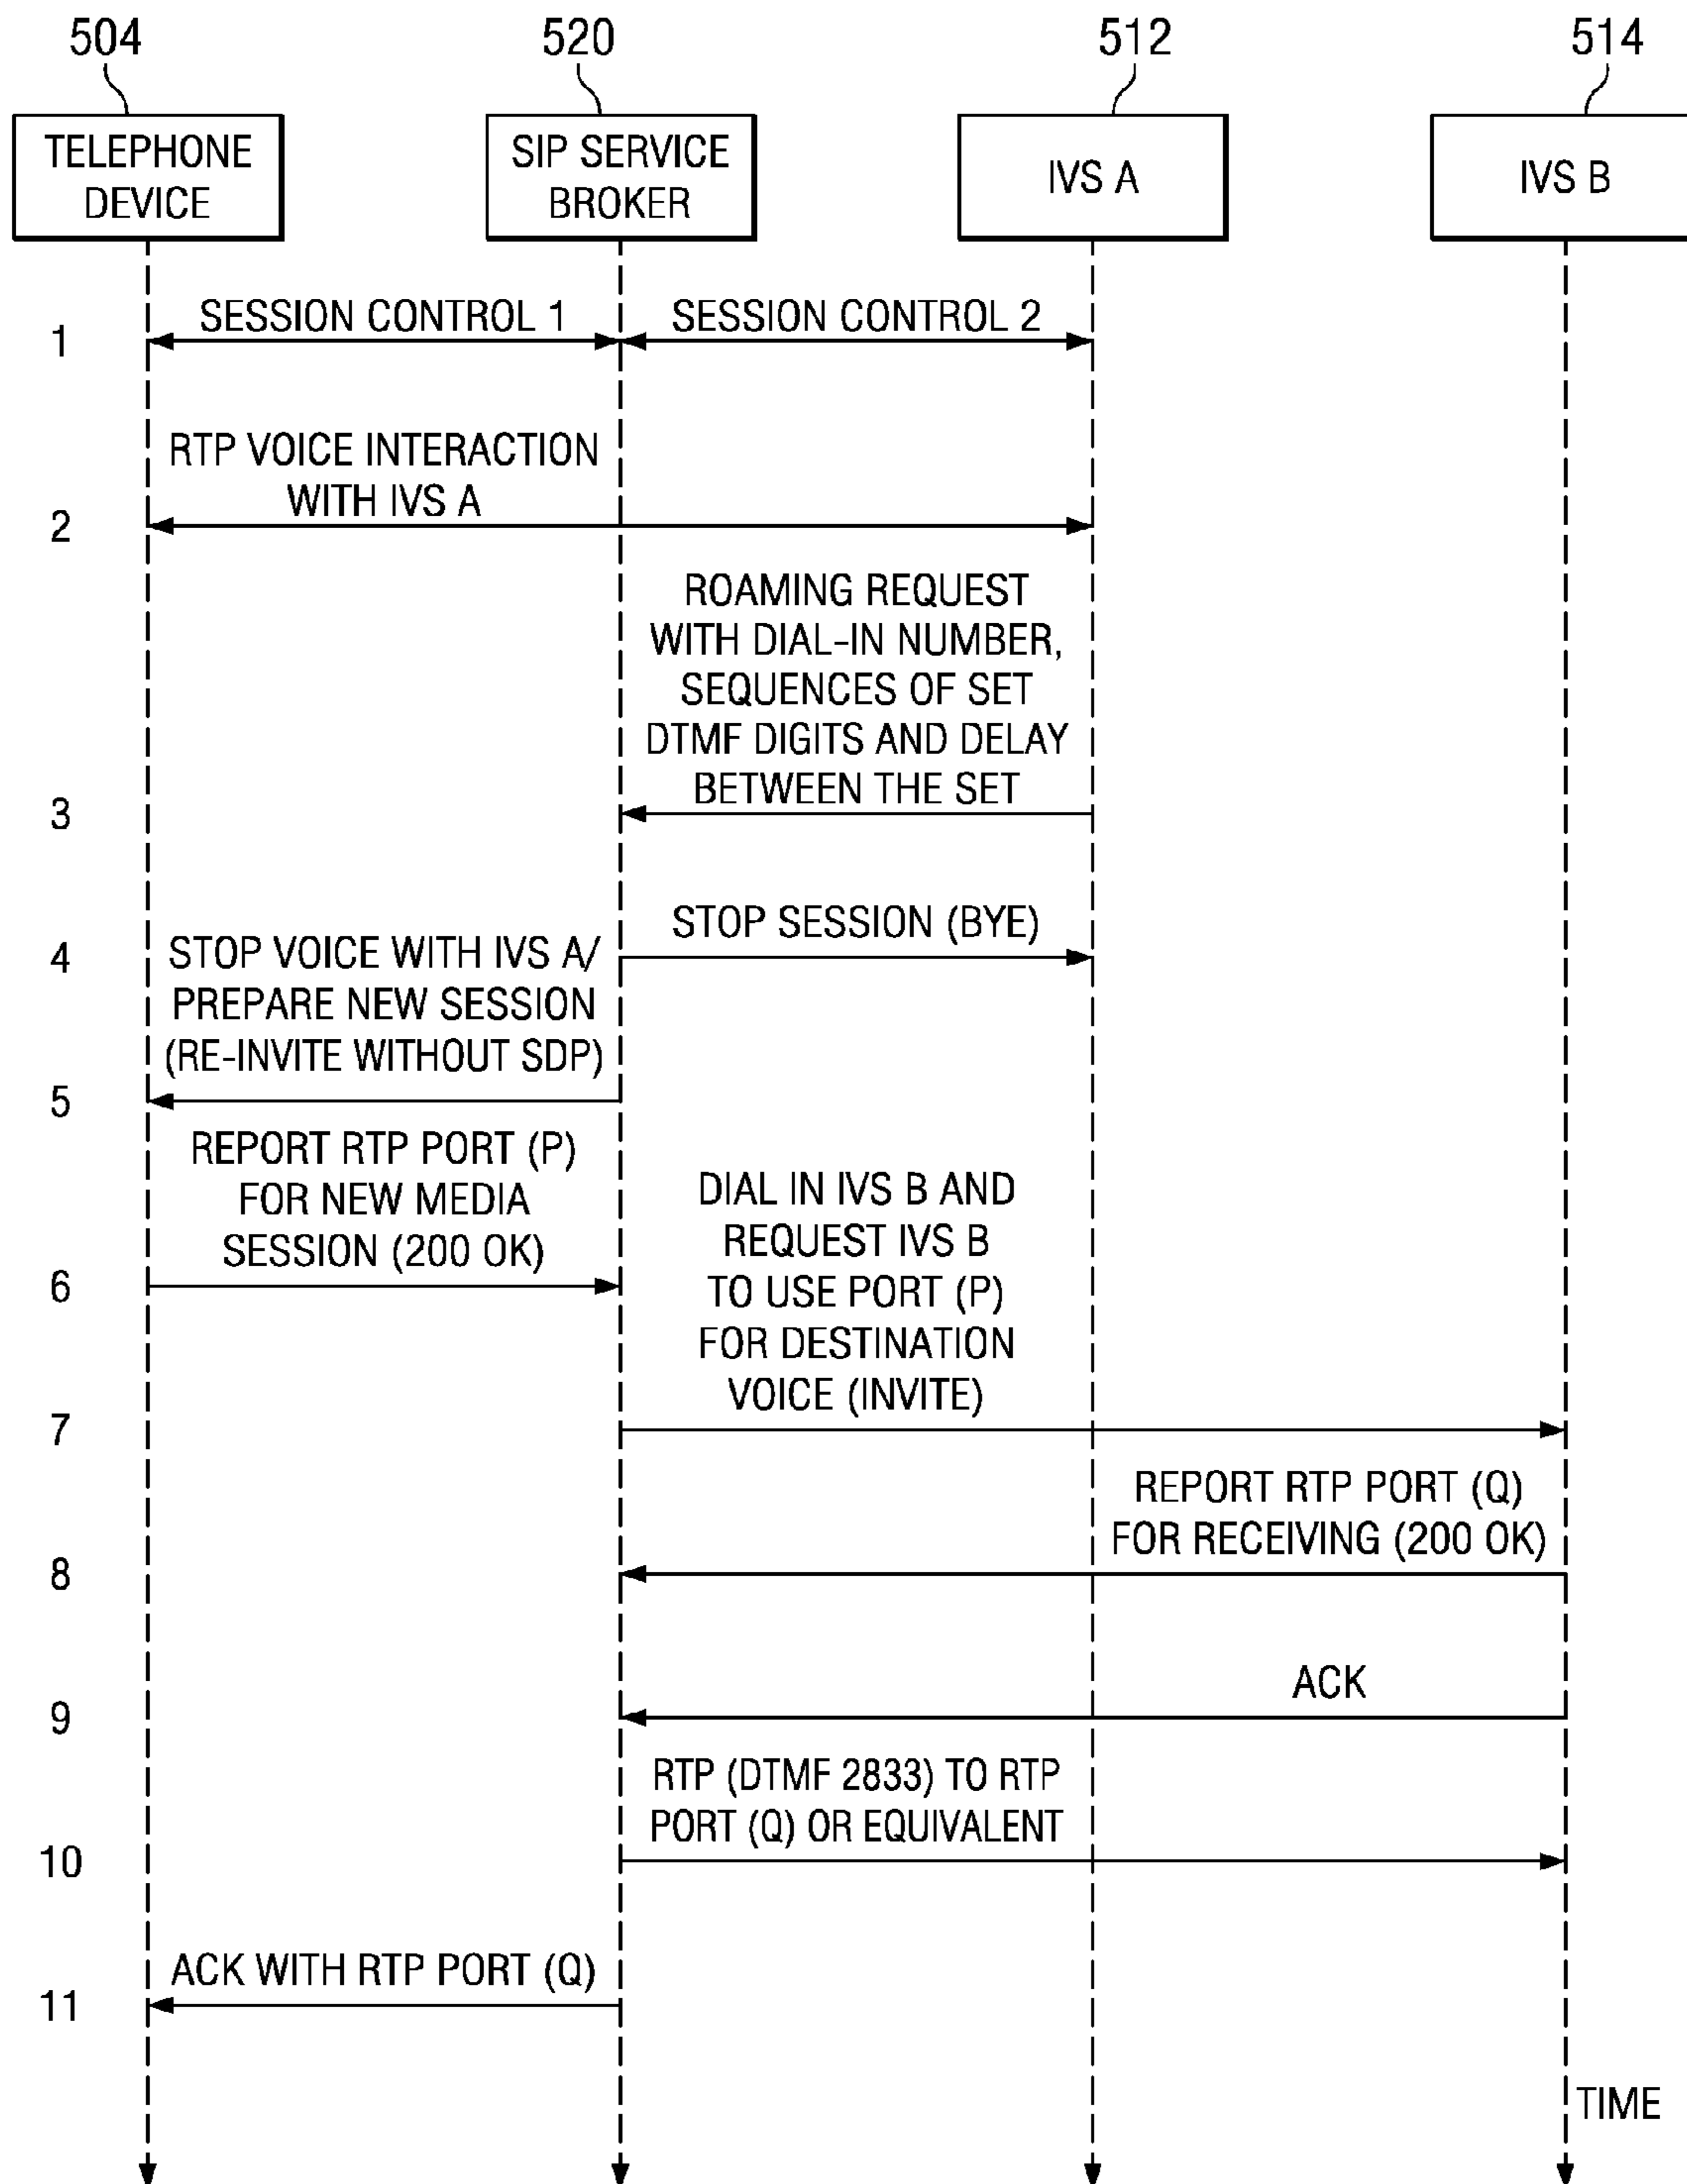 504
520
512
514
TELEPHONE
DEVICE
SIP SERVICE
BROKER
IVS A
IVS B
1
SESSION CONTROL 1
SESSION CONTROL 2
RTP VOICE INTERACTION
WITH IVS A
2
ROAMING REQUEST
WITH DIAL-IN NUMBER,
SEQUENCES OF SET
DTMF DIGITS AND DELAY
BETWEEN THE SET
3
STOP SESSION (BYE)
4
STOP VOICE WITH IVS A/
PREPARE NEW SESSION
(RE-INVITE WITHOUT SDP)
5
REPORT RTP PORT (P)
FOR NEW MEDIA
SESSION (200 OK)
6
DIAL IN IVS B AND
REQUEST IVS B
TO USE PORT (P)
FOR DESTINATION
VOICE (INVITE)
7
REPORT RTP PORT (Q)
FOR RECEIVING (200 OK)
8
ACK
9
RTP (DTMF 2833) TO RTP
PORT (Q) OR EQUIVALENT
10
ACK WITH RTP PORT (Q)
11
TIME